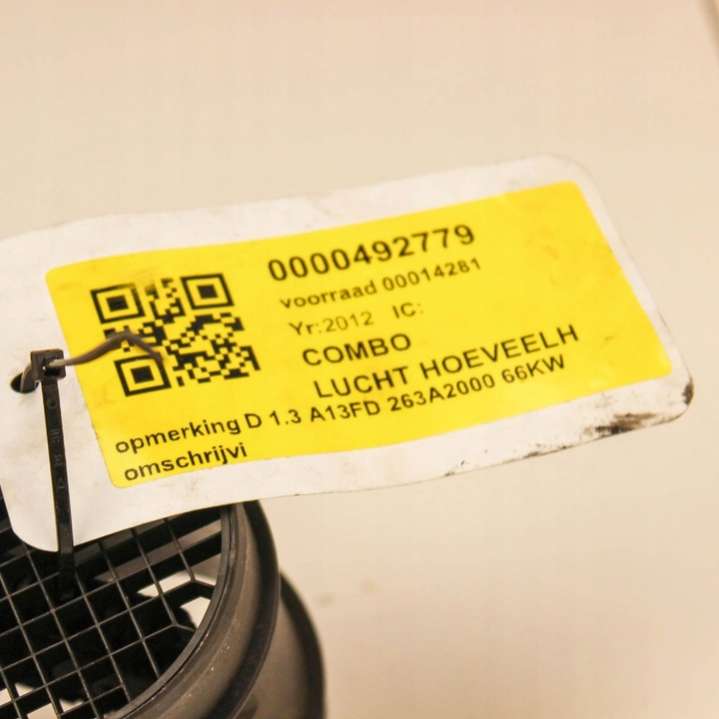 0000492779
voorraad 00014281
Yr:2012 IC:
COMBO
LUCHT HOEVEELH
opmerking D 1.3 A13FD 263A2000 66KW
omschrijvi